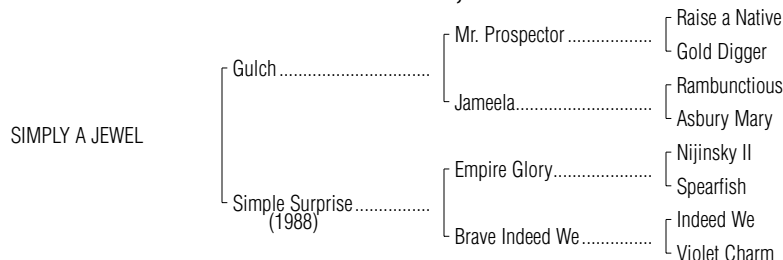 Raise a Native
Mr. Prospector ....................
Gold Digger
Gulch ...............................
Rambunctious
Jameela............................
Asbury Mary
SIMPLY A JEWEL
Nijinsky II
Empire Glory....................
Spearfish
Simple Surprise ................
(1988)
Indeed We
Brave Indeed We..............
Violet Charm